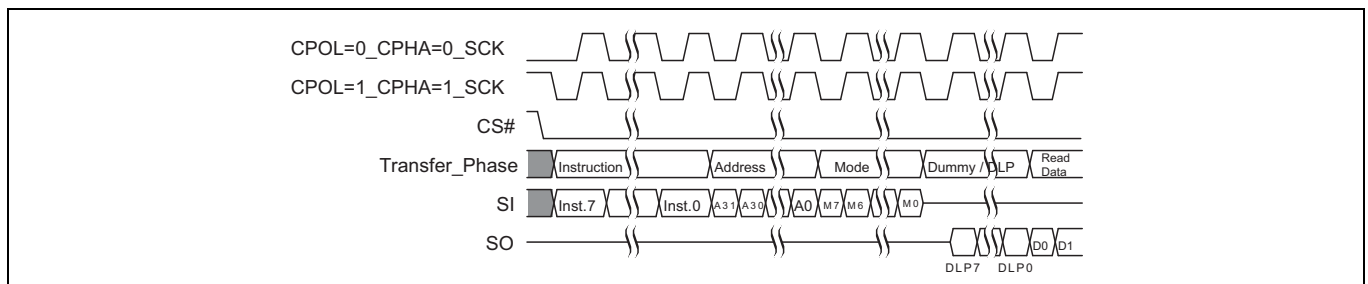 CPOL=0_CPHA=0_SCK
CPOL=1_CPHA=1_SCK
CS#
Transfer_Phase Instruction Address Mode Dummy / DLP Read Data
SI Inst.7 Inst.0 A31 A30 A0 M7 M6 M0
SO D0 D1
DLP7 DLP0